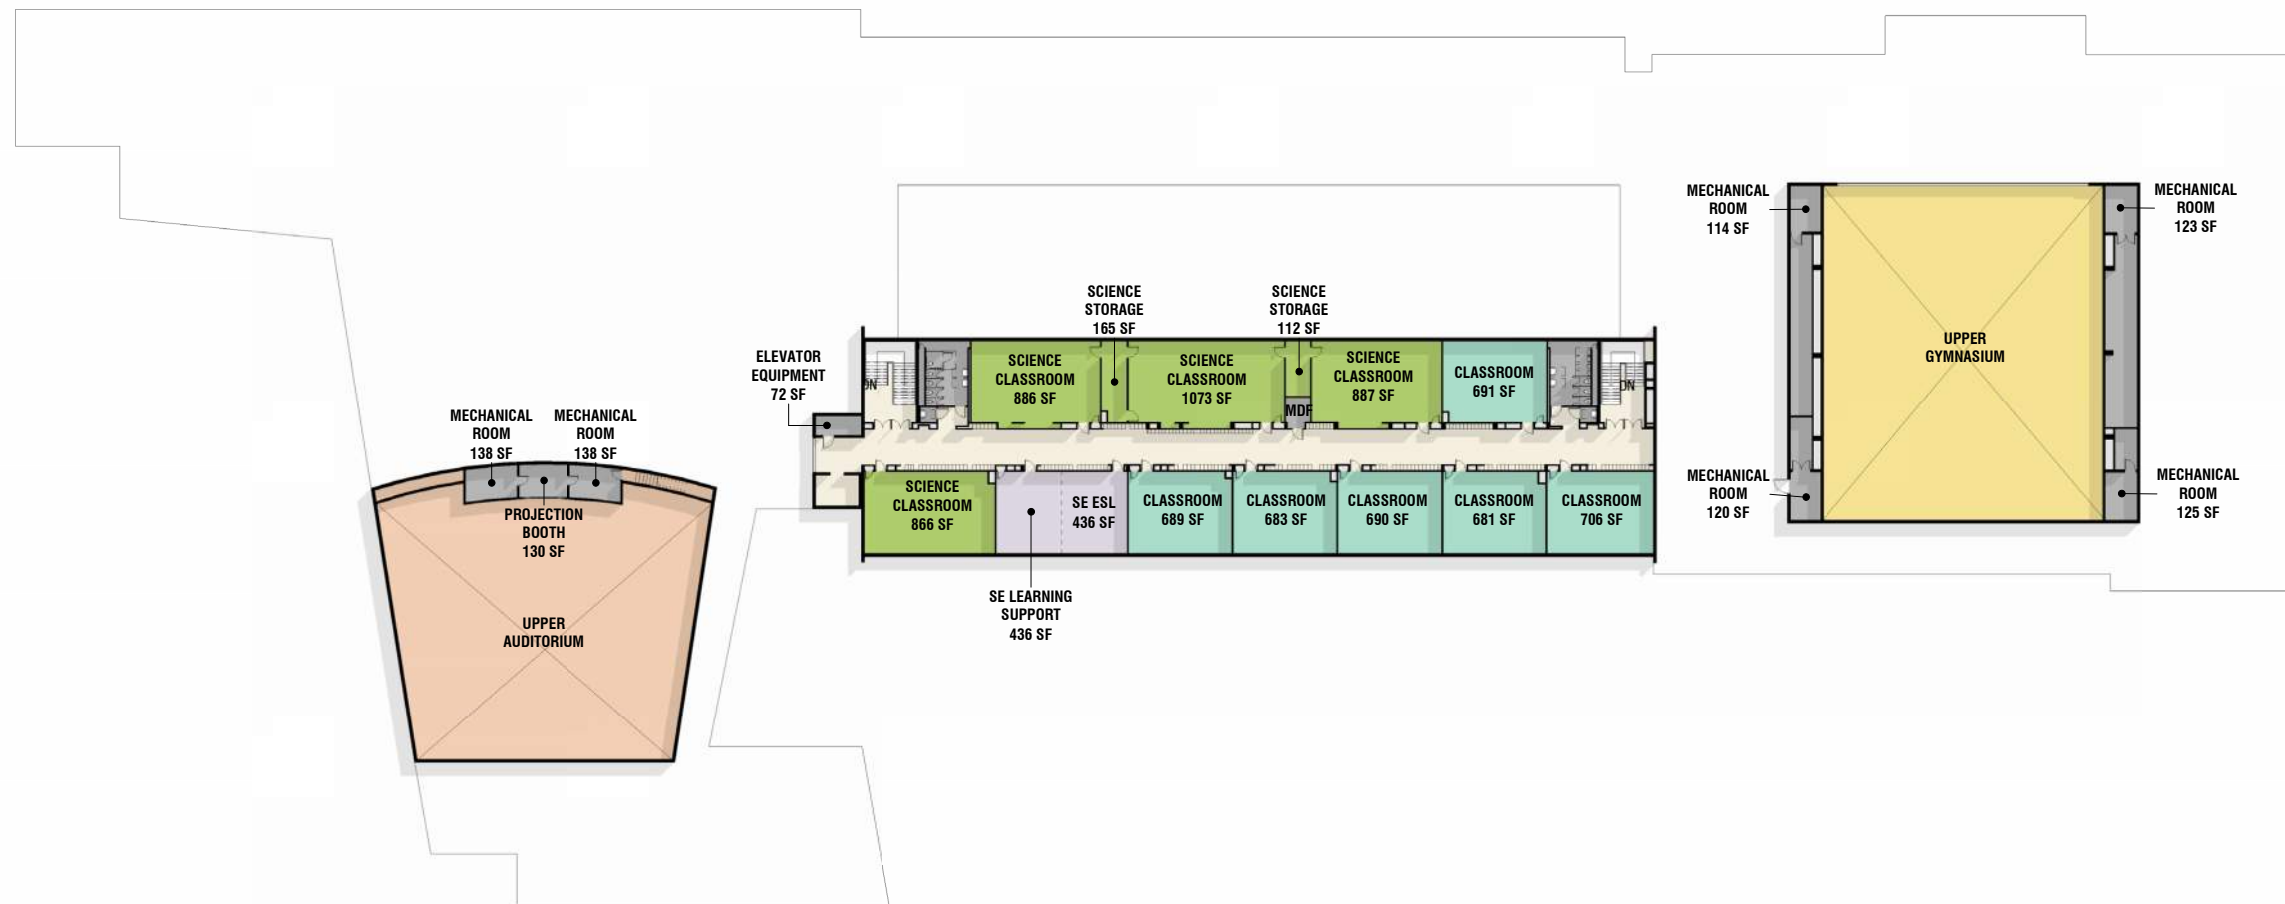 MECHANICAL
ROOM
114 SF
MECHANICAL
ROOM
123 SF
SCIENCE
STORAGE
165 SF
SCIENCE
STORAGE
112 SF
UPPER
GYMNASIUM
ELEVATOR
EQUIPMENT
72 SF
DN
SCIENCE
CLASSROOM
886 SF
SCIENCE
CLASSROOM
1073 SF
SCIENCE
CLASSROOM
887 SF
CLASSROOM
691 SF
DN
MDF
MECHANICAL
ROOM
138 SF
MECHANICAL
ROOM
138 SF
PROJECTION
BOOTH
130 SF
SCIENCE
CLASSROOM
866 SF
SE ESL
436 SF
CLASSROOM
689 SF
CLASSROOM
683 SF
CLASSROOM
690 SF
CLASSROOM
681 SF
CLASSROOM
706 SF
MECHANICAL
ROOM
120 SF
MECHANICAL
ROOM
125 SF
SE LEARNING
SUPPORT
436 SF
UPPER
AUDITORIUM